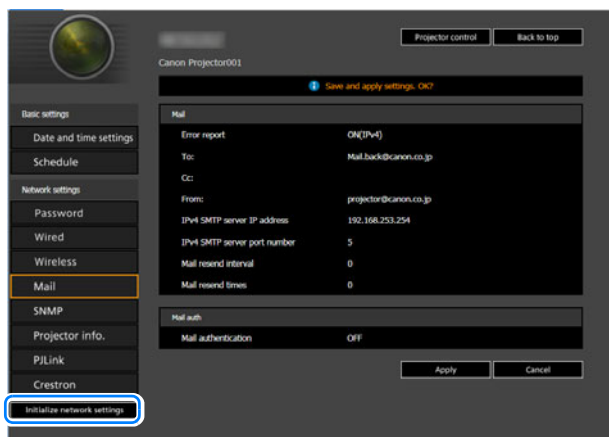 Projector control
Back to top
Canon Projector001
Save and apply settings. OK?
Basic settings
Date and time settings
Schedule
Network settings
Password
Wired
Wireless
Mail
SNMP
Projector info.
PJLink
Crestron
Initialize network settings
Mail
Error report ON(IPv4)
To: Mail.back@canon.co.jp
Cc:
From: projector@canon.co.jp
IPv4 SMTP server IP address 192.168.253.254
IPv4 SMTP server port number 5
Mail resend interval 0
Mail resend times 0
Mail auth
Mail authentication OFF
Apply
Cancel